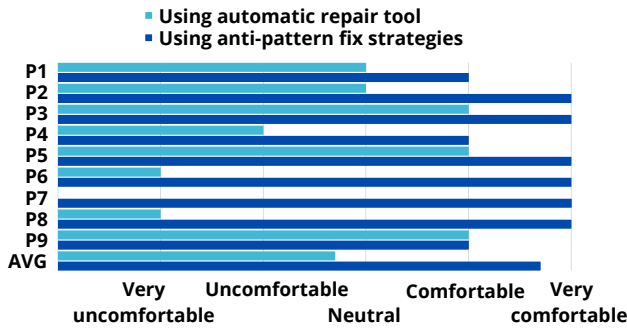 Using automatic repair tool
Using anti-pattern fix strategies
P1
P2
P3
P4
P5
P6
P7
P8
P9
AVG
Very uncomfortable
Uncomfortable
Neutral
Comfortable
Very comfortable